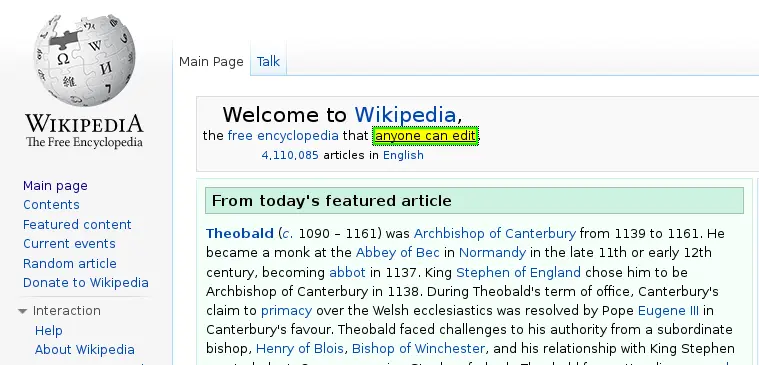 WIKIPEDIA
The Free Encyclopedia
Main page
Contents
Featured content
Current events
Random article
Donate to Wikipedia
Interaction
Help
About Wikipedia
Main Page Talk
Welcome to Wikipedia,
the free encyclopedia that anyone can edit.
4,110,085 articles in English
From today's featured article
Theobald (c. 1090 – 1161) was Archbishop of Canterbury from 1139 to 1161. He
became a monk at the Abbey of Bec in Normandy in the late 11th or early 12th
century, becoming abbot in 1137. King Stephen of England chose him to be
Archbishop of Canterbury in 1138. During Theobald's term of office, Canterbury's
claim to primacy over the Welsh ecclesiastics was resolved by Pope Eugene III in
Canterbury's favour. Theobald faced challenges to his authority from a subordinate
bishop, Henry of Blois, Bishop of Winchester, and his relationship with King Stephen